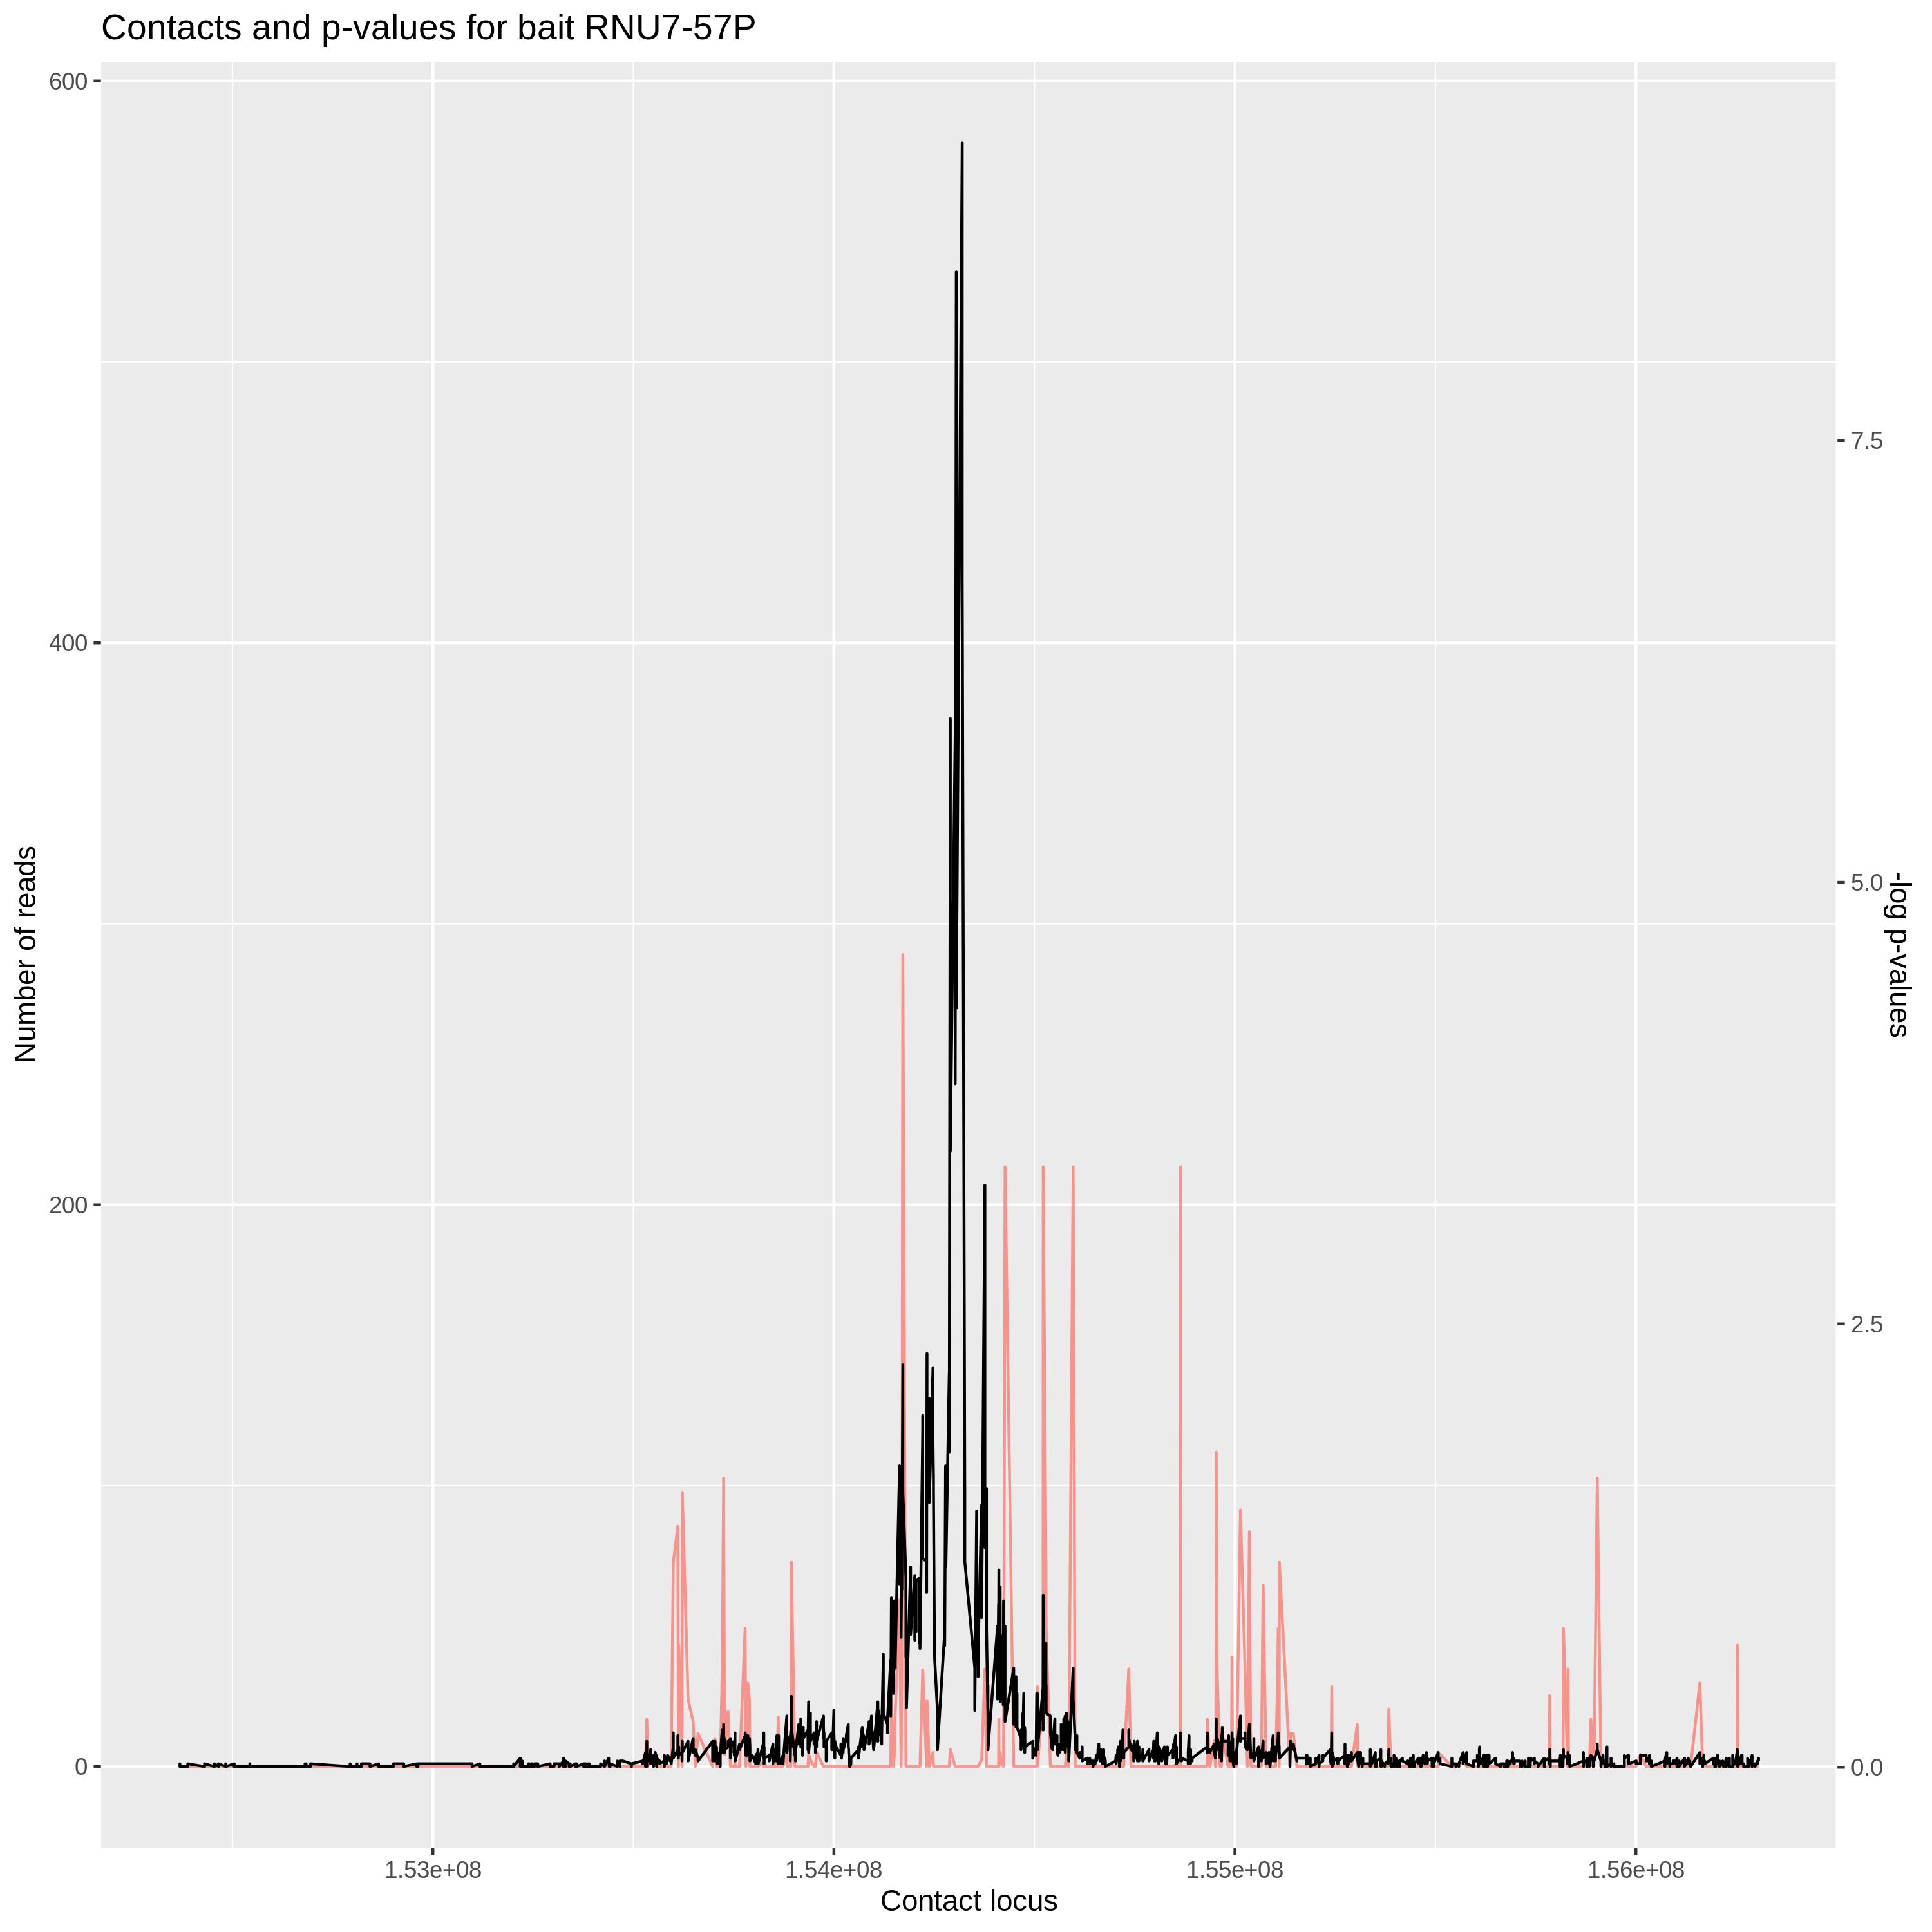 Contacts and p-values for bait RNU7-57P
600
400
200
0
Number of reads
7.5
5.0
2.5
0.0
-log p-values
1.53e+08
1.54e+08
1.55e+08
1.56e+08
Contact locus